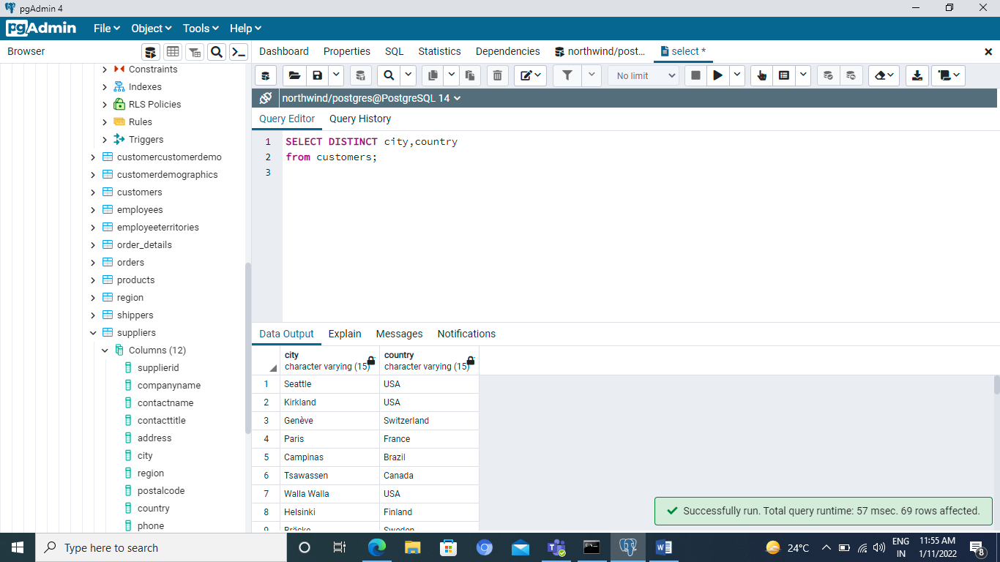 pgAdmin 4
pgAdmin File Object Tools Help
Browser
Dashboard Properties SQL Statistics Dependencies northwind/post... select *
No limit
northwind/postgres@PostgreSQL 14
Query Editor Query History
1 SELECT DISTINCT city,country
2 from customers;
3
Constraints
Indexes
RLS Policies
Rules
Triggers
customercustomerdemo
customerdemographics
customers
employees
employeeterritories
order_details
orders
products
region
shippers
suppliers
Columns (12)
supplierid
companyname
contactname
contacttitle
address
city
region
postalcode
country
phone
Data Output Explain Messages Notifications
city country
character varying (15) character varying (15)
1 Seattle USA
2 Kirkland USA
3 Genève Switzerland
4 Paris France
5 Campinas Brazil
6 Tsawassen Canada
7 Walla Walla USA
8 Helsinki Finland
9 Bräcke Sweden
Successfully run. Total query runtime: 57 msec. 69 rows affected.
Type here to search
24°C
ENG
IN
11:55 AM
1/11/2022
8